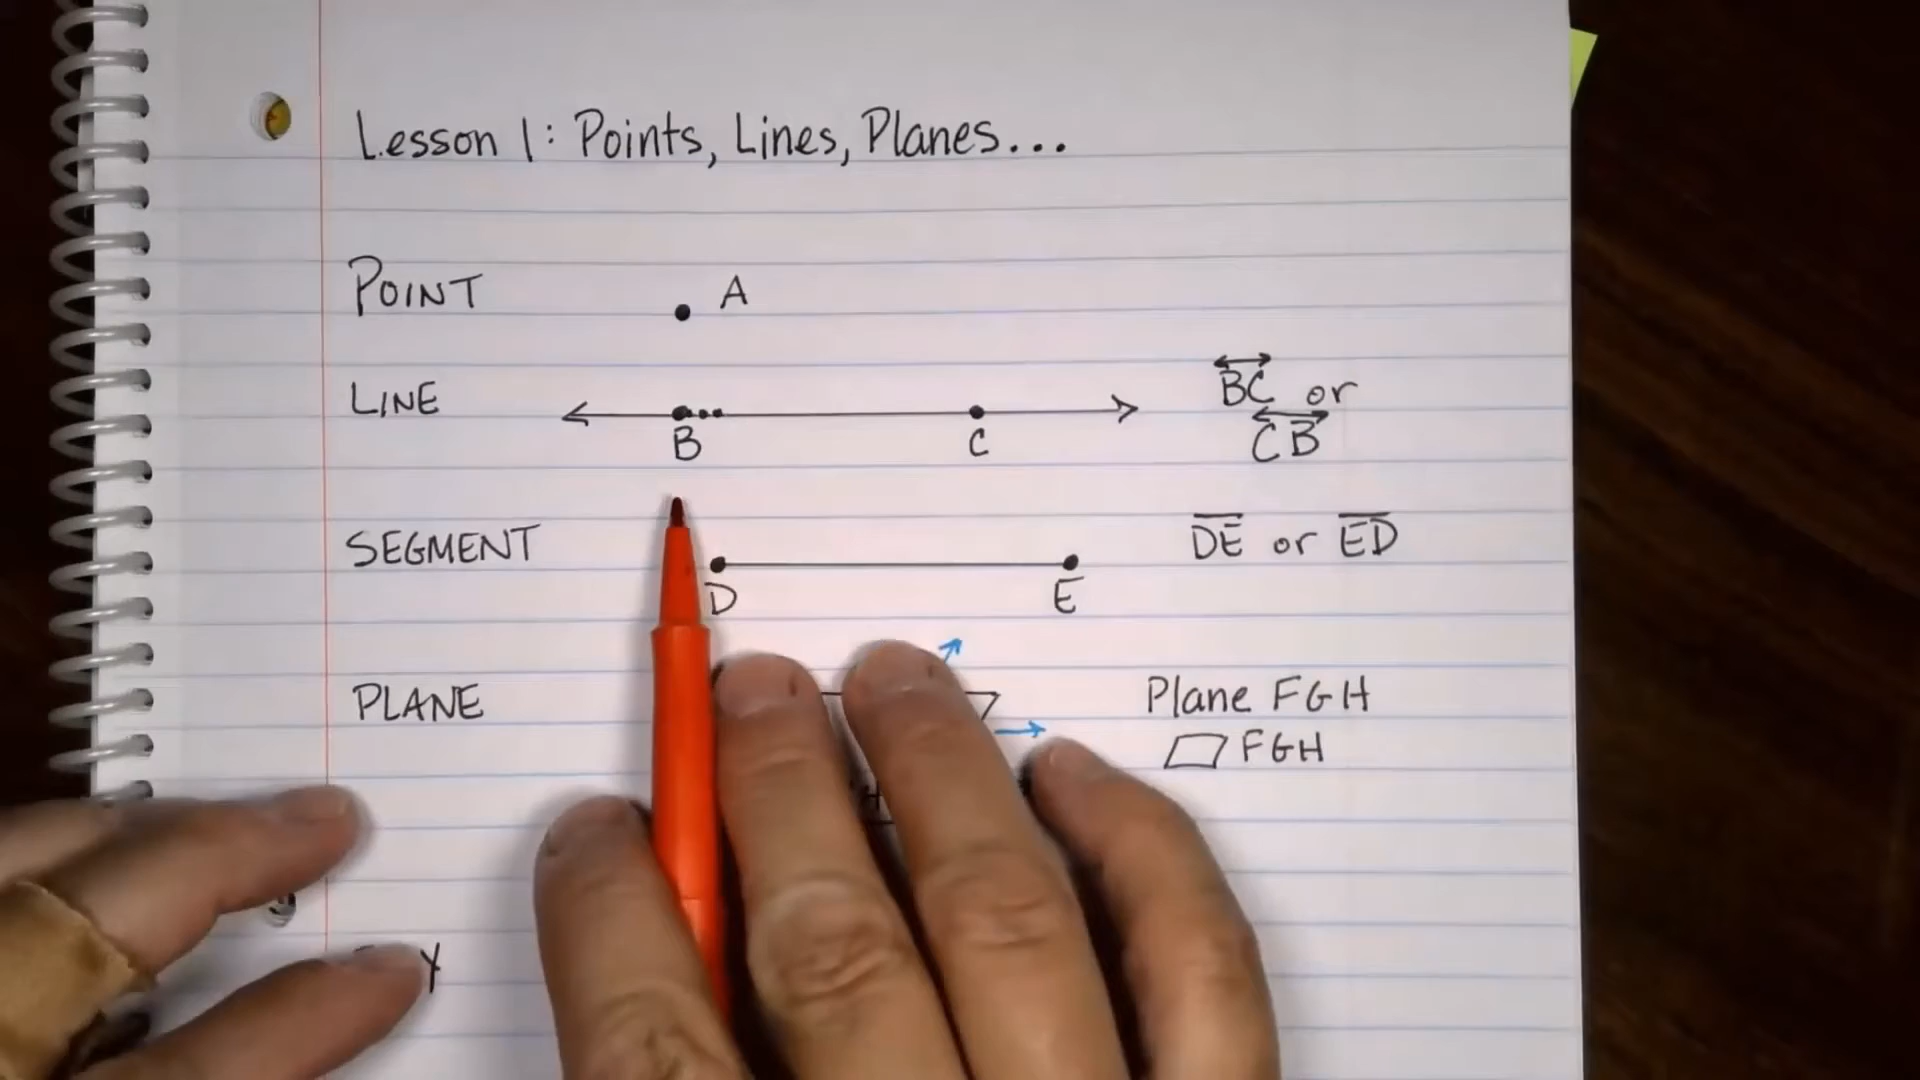 Lesson 1: Points, Lines, Planes...
POINT A
LINE B C BC or
CB
SEGMENT D E DE or ED
PLANE Plane FGH
FGH